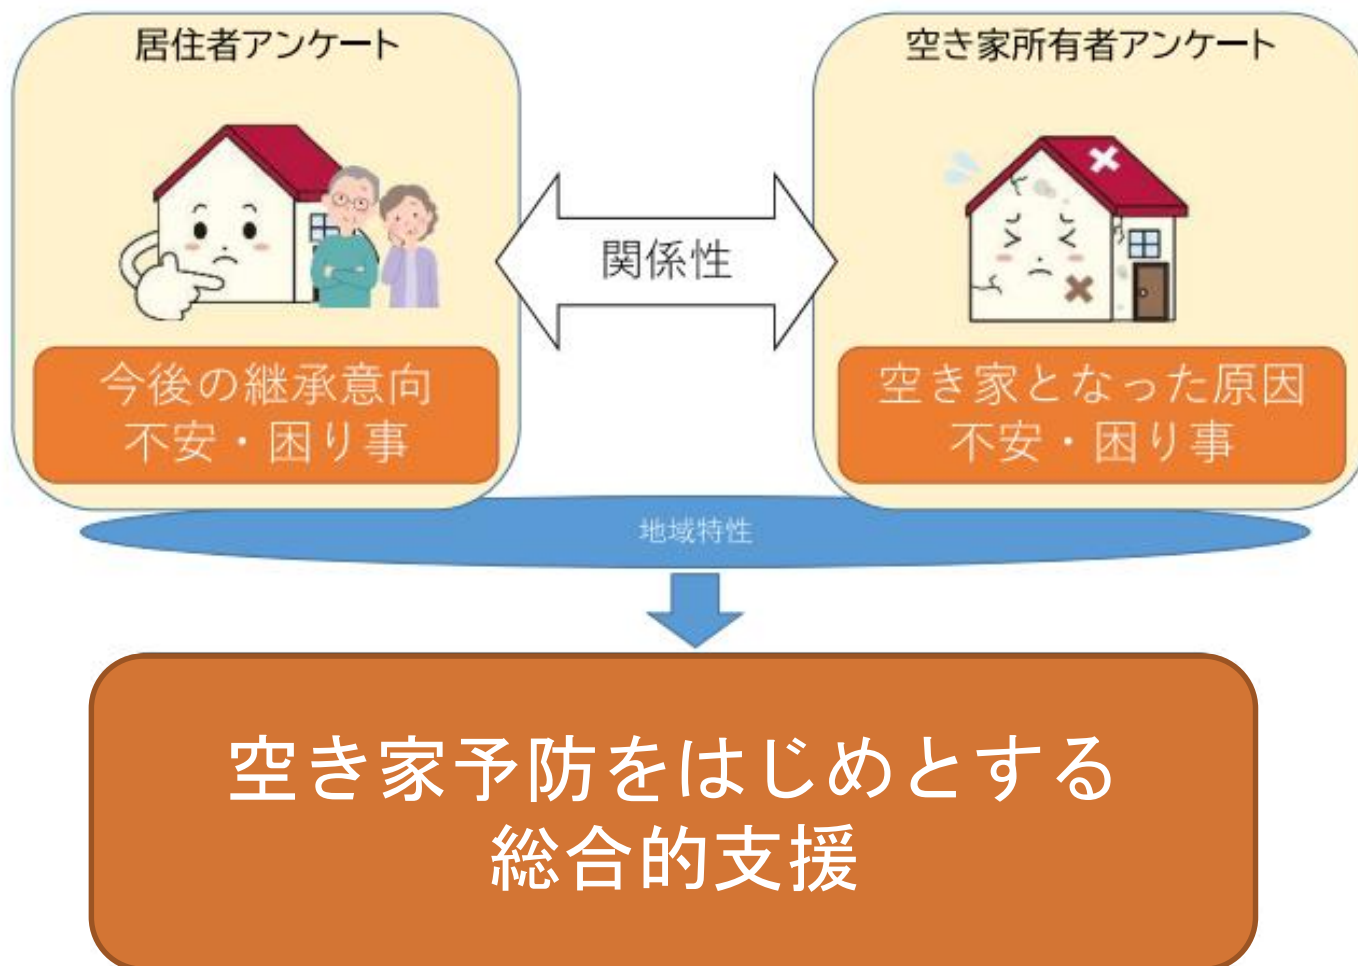 居住者アンケート
空き家所有者アンケート
関係性
今後の継承意向
不安・困り事
空き家となった原因
不安・困り事
地域特性
空き家予防をはじめとする
総合的支援